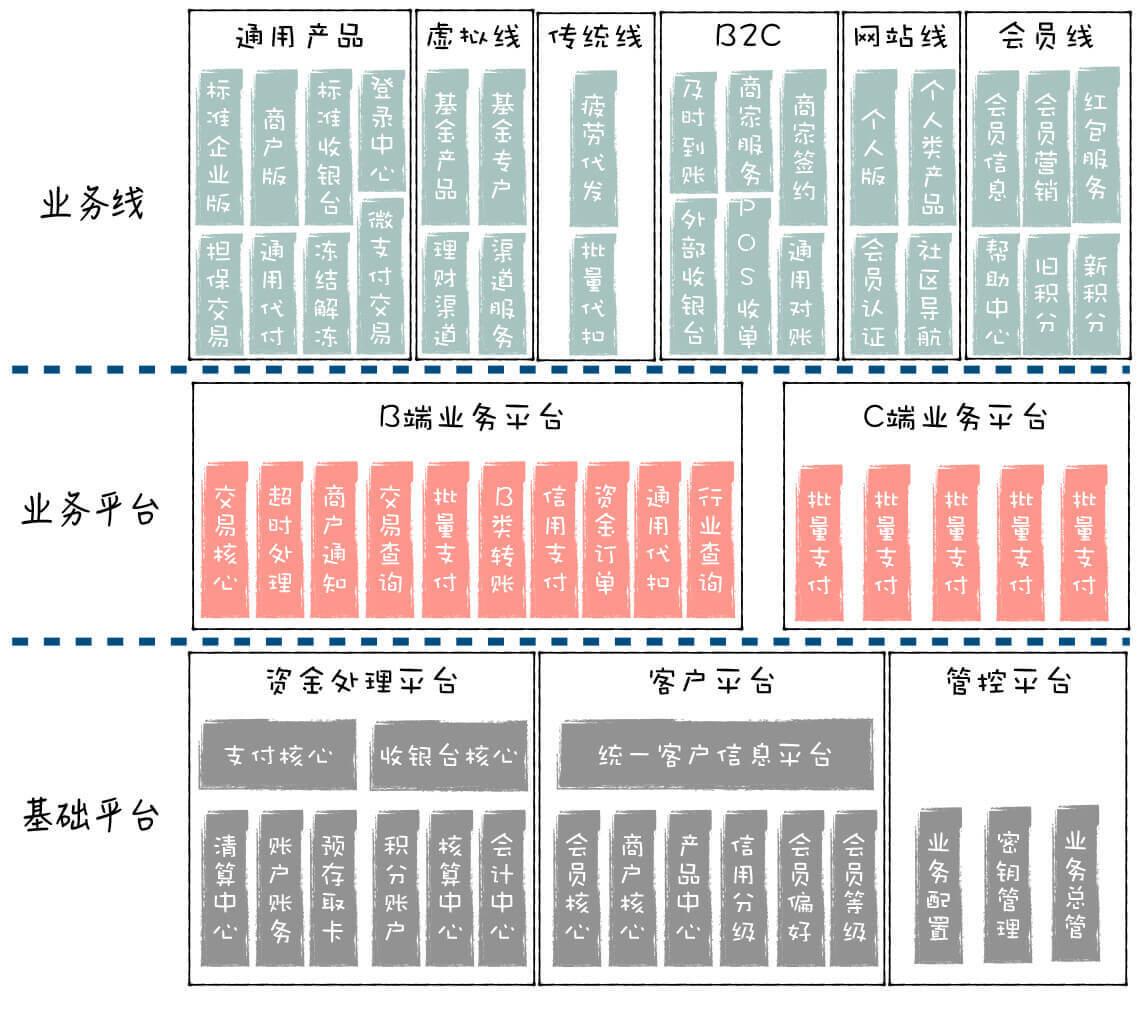 业务线
通用产品
标准企业版
商户版
标准收银台
登录中心
担保交易
通用代付
冻结解冻
微支付交易
虚拟线
基金产品
基金专户
理财渠道
渠道服务
传统线
疲劳代发
批量代扣
B2C
及时到账
商家服务
商家签约
外部收银台
POS收单
通用对账
网站线
个人版
个人类产品
会员认证
社区导航
会员线
会员信息
会员营销
红包服务
帮助中心
旧积分
新积分
业务平台
B端业务平台
交易核心
超时处理
商户通知
交易查询
批量支付
B类转账
信用支付
资金订单
通用代扣
行业查询
C端业务平台
批量支付
批量支付
批量支付
批量支付
批量支付
基础平台
资金处理平台
支付核心
收银台核心
清算中心
账户账务
预存取卡
积分账户
核算中心
会计中心
客户平台
统一客户信息平台
会员核心
商户核心
产品中心
信用分级
会员偏好
会员等级
管控平台
业务配置
密钥管理
业务总管